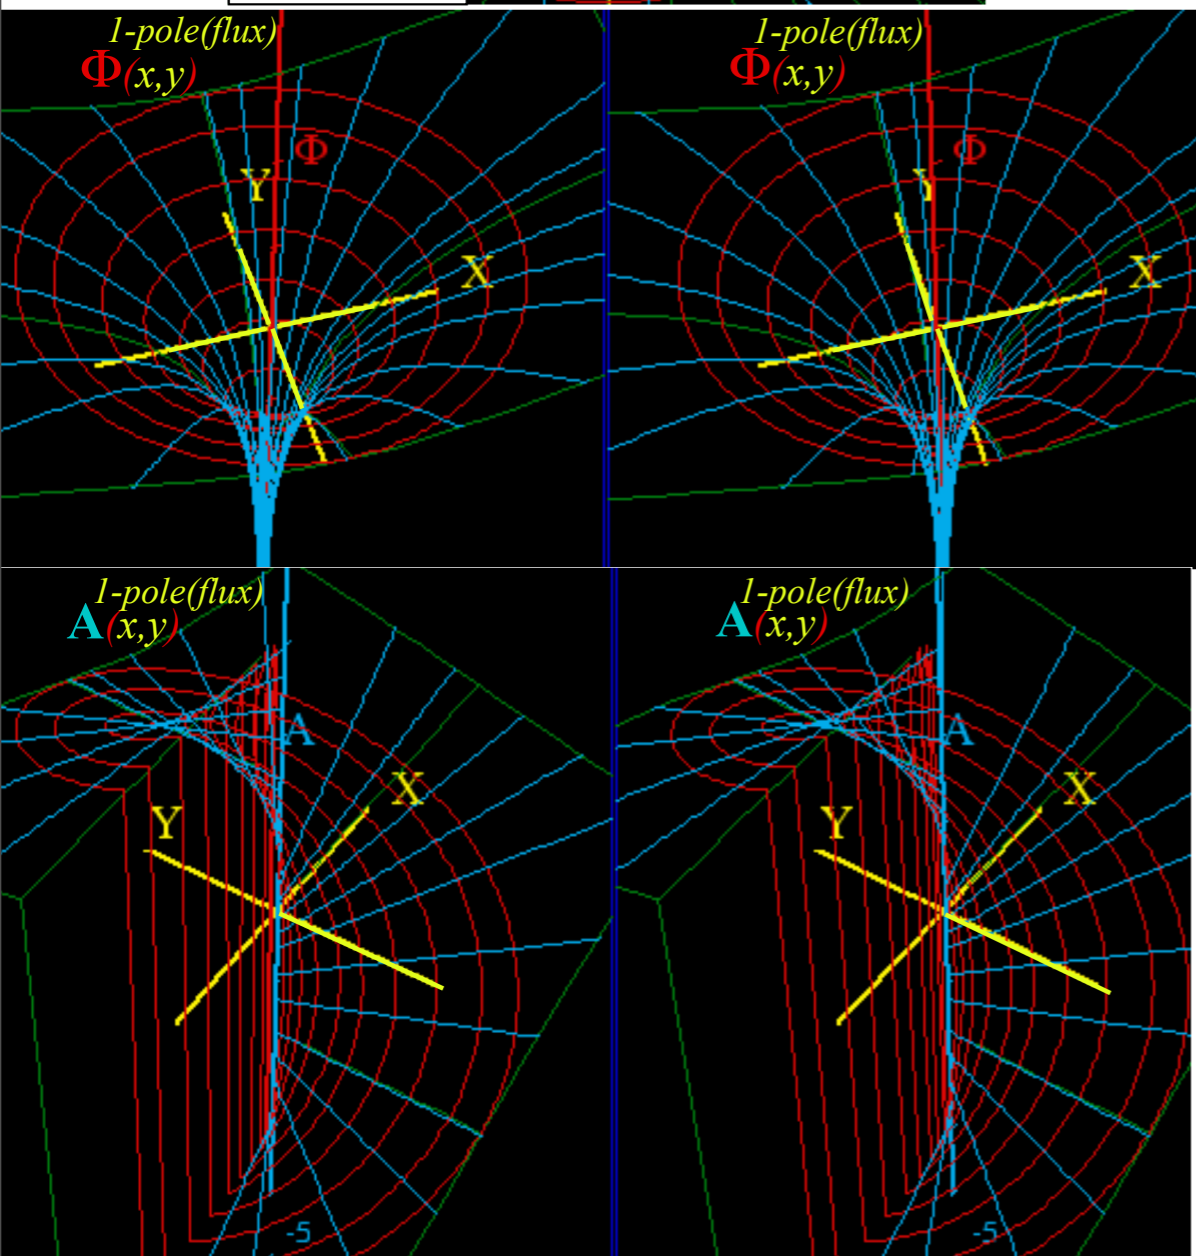 1-pole(flux)
Φ(x,y)
Φ
Y
X
1-pole(flux)
Φ(x,y)
Φ
Y
X
1-pole(flux)
A(x,y)
A
X
Y
-5
1-pole(flux)
A(x,y)
A
X
Y
-5